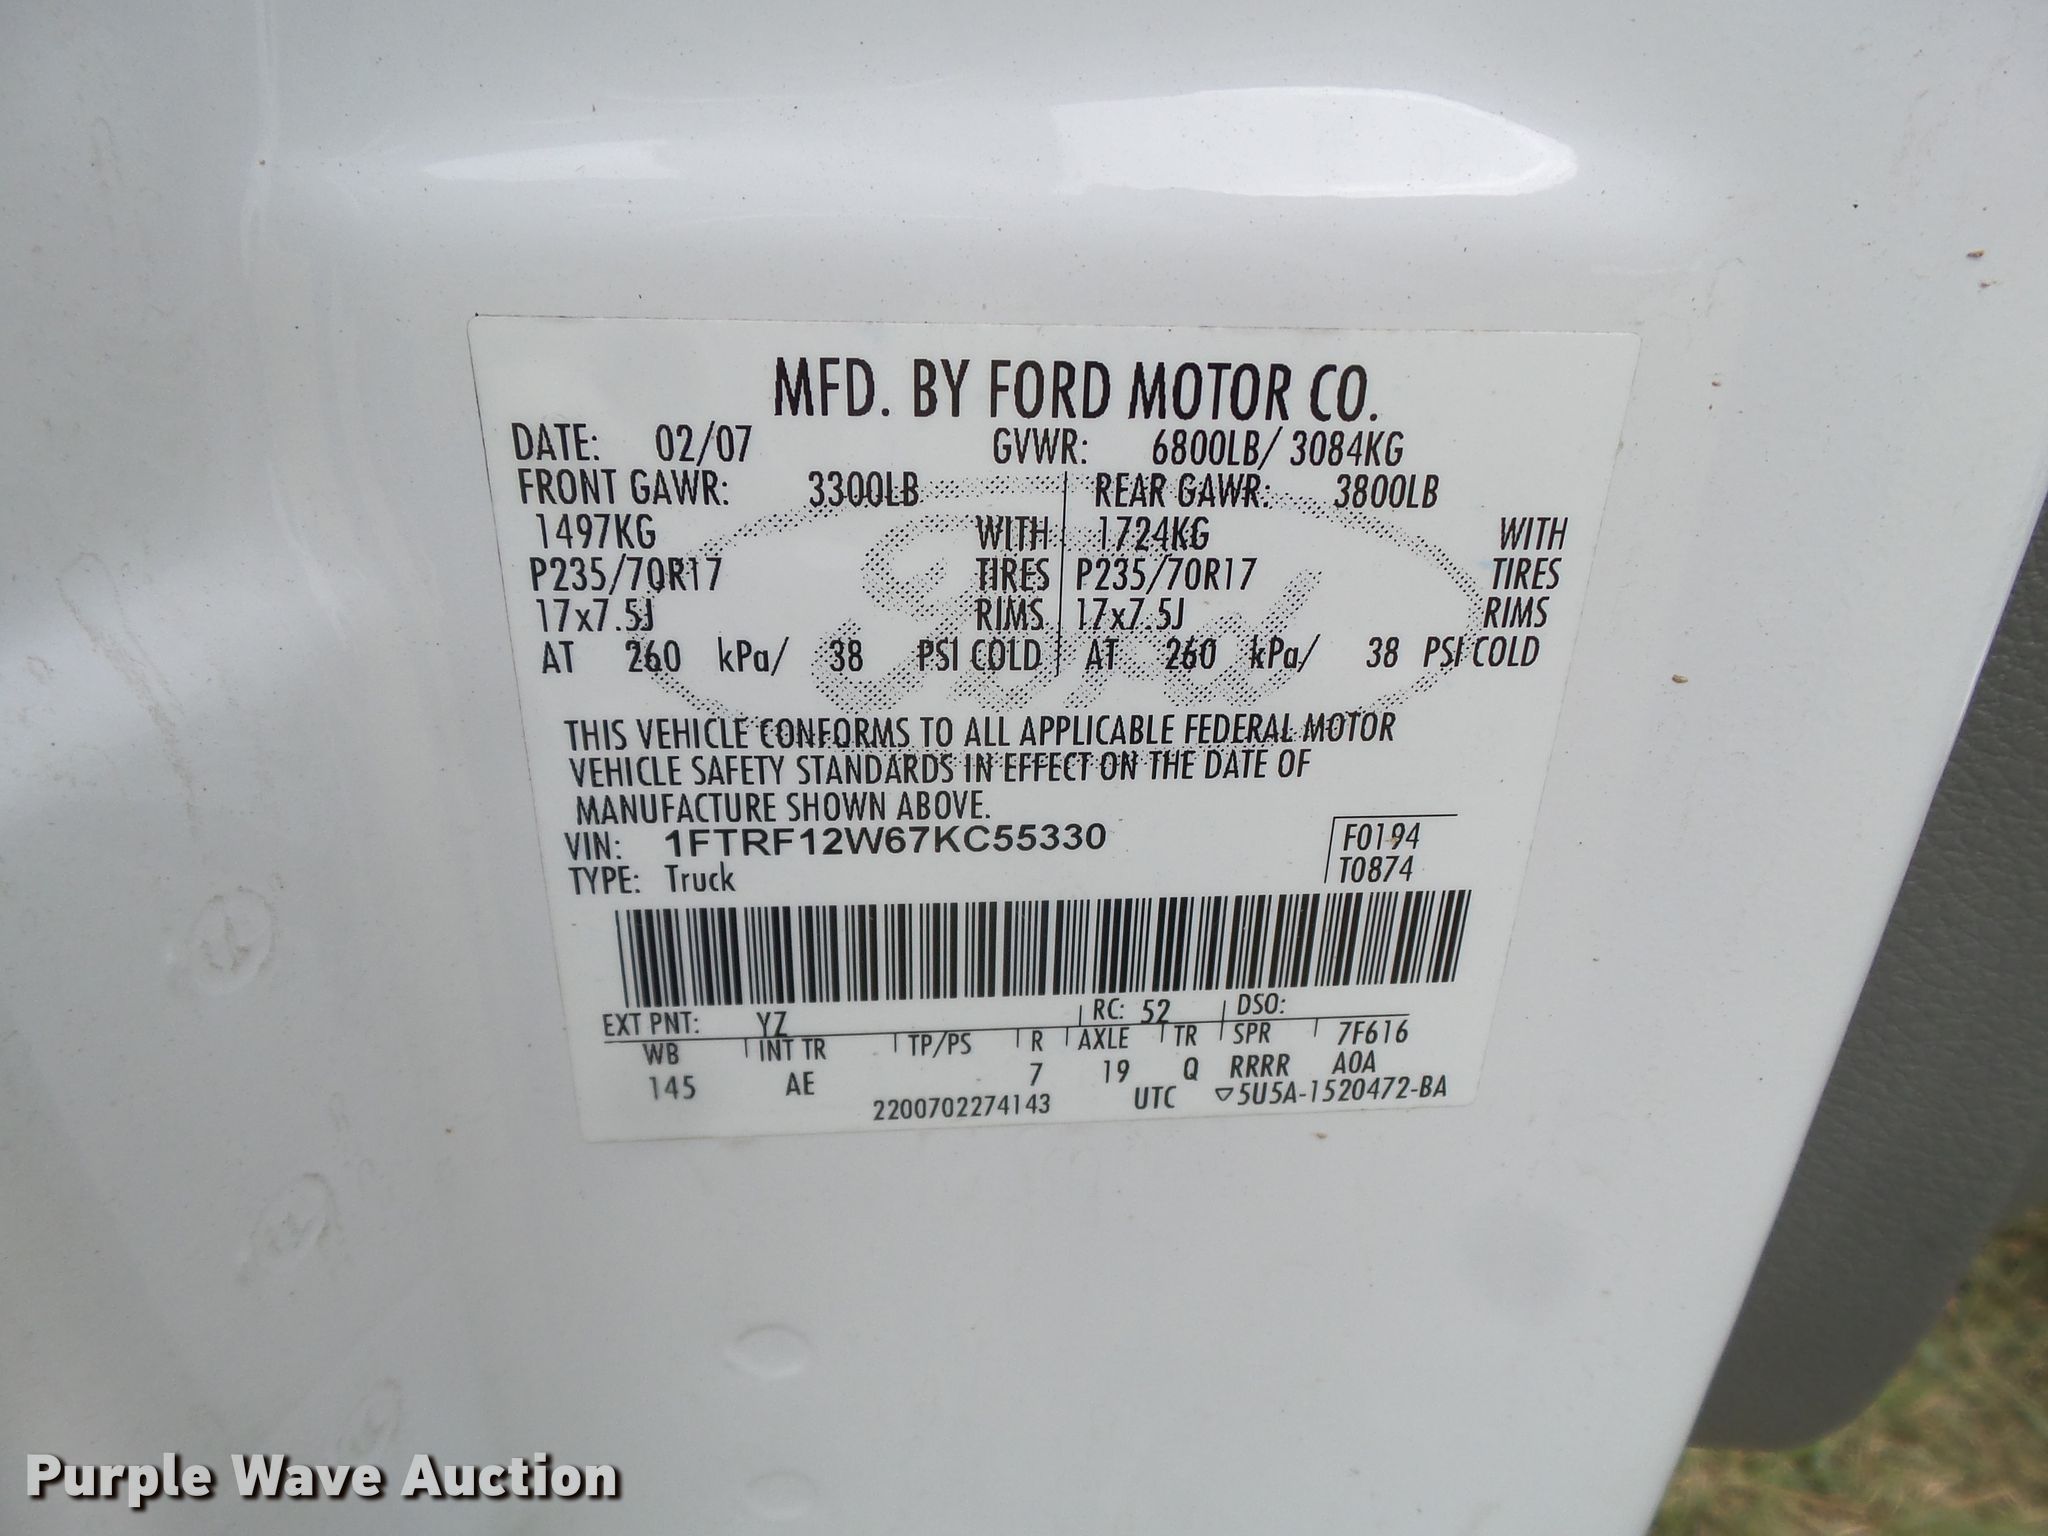 MFD. BY FORD MOTOR CO.
DATE: 02/07 GVWR: 6800LB/ 3084KG
FRONT GAWR: 3300LB REAR GAWR: 3800LB
1497KG WITH 1724KG WITH
P235/70R17 TIRES P235/70R17 TIRES
17x7.5J RIMS 17x7.5J RIMS
AT 260 kPa/ 38 PSI COLD AT 260 kPa/ 38 PSI COLD
Ford
THIS VEHICLE CONFORMS TO ALL APPLICABLE FEDERAL MOTOR
VEHICLE SAFETY STANDARDS IN EFFECT ON THE DATE OF
MANUFACTURE SHOWN ABOVE.
VIN: 1FTRF12W67KC55330 F0194
TYPE: Truck T0874
EXT PNT: YZ RC: 52 DSO:
WB INT TR TP/PS R AXLE TR SPR 7F616
145 AE 7 19 Q RRRR A0A
2200702274143 UTC ▽5U5A-1520472-BA
Purple Wave Auction